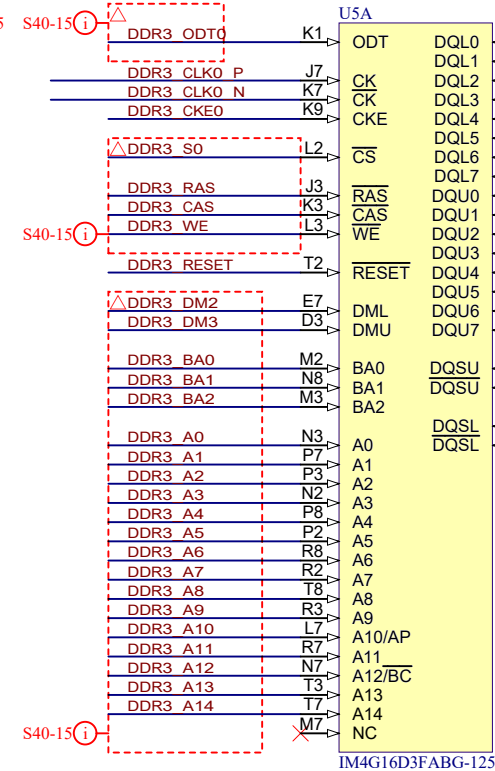 5 S40-15 i
U5A
DDR3_ODT0 K1 ODT DQL0
DQL1
DDR3_CLK0_P J7 CK DQL2
DDR3_CLK0_N K7 CK DQL3
DDR3_CKE0 K9 CKE DQL4
DQL5
DDR3_S0 L2 CS DQL6
DQL7
DDR3_RAS J3 RAS DQU0
DDR3_CAS K3 CAS DQU1
S40-15 i DDR3_WE L3 WE DQU2
DQU3
DDR3_RESET T2 RESET DQU4
DQU5
DDR3_DM2 E7 DML DQU6
DDR3_DM3 D3 DMU DQU7
DDR3_BA0 M2 BA0 DQSU
DDR3_BA1 N8 BA1 DQSU
DDR3_BA2 M3 BA2
DQSL
DDR3_A0 N3 A0 DQSL
DDR3_A1 P7 A1
DDR3_A2 P3 A2
DDR3_A3 N2 A3
DDR3_A4 P8 A4
DDR3_A5 P2 A5
DDR3_A6 R8 A6
DDR3_A7 R2 A7
DDR3_A8 T8 A8
DDR3_A9 R3 A9
DDR3_A10 L7 A10/AP
DDR3_A11 R7 A11
DDR3_A12 N7 A12/BC
DDR3_A13 T3 A13
DDR3_A14 T7 A14
S40-15 i M7 NC
IM4G16D3FABG-125